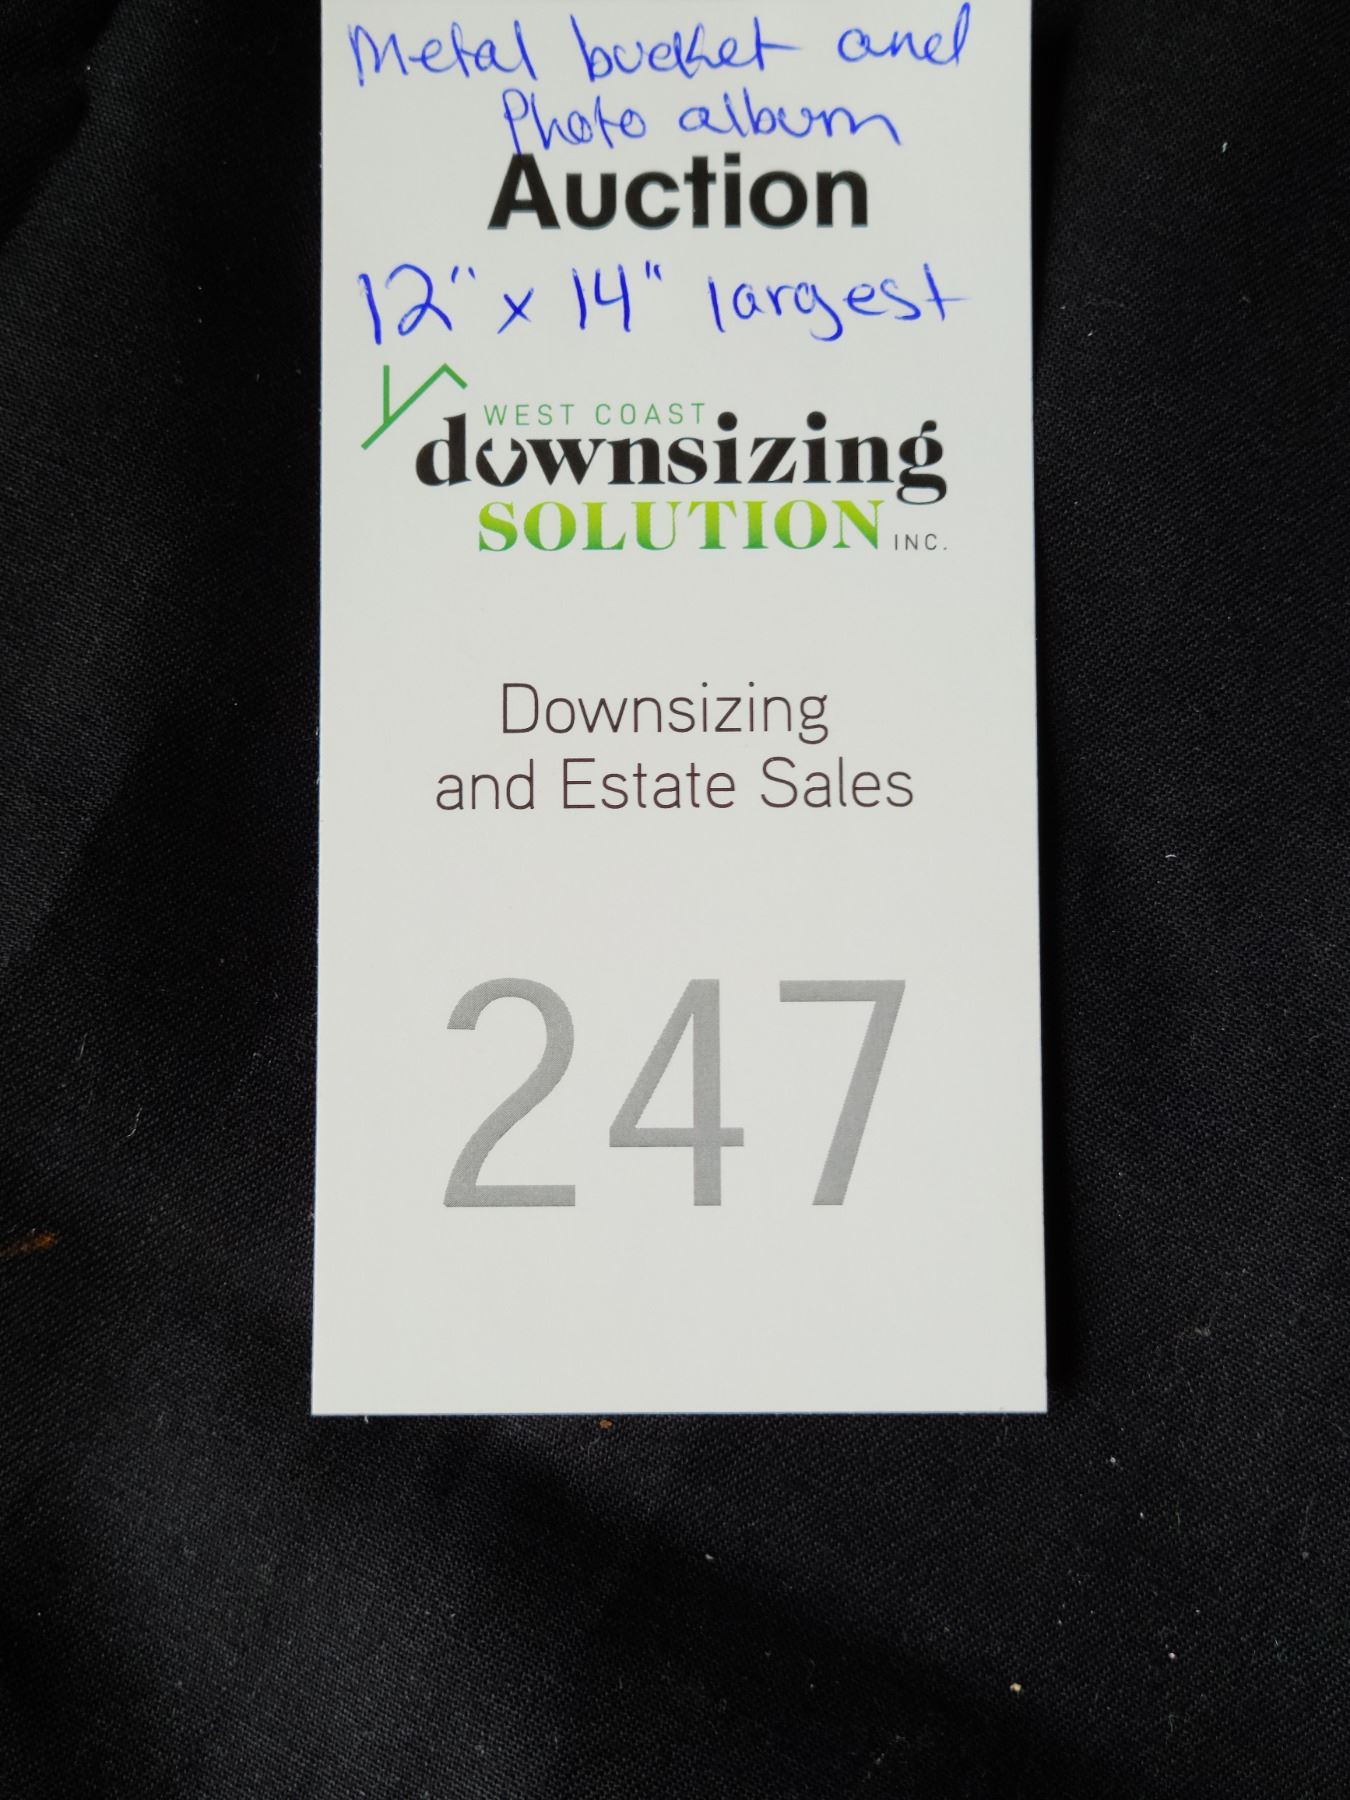 Metal bucket and
Photo album
Auction
12" x 14" largest
WEST COAST
downsizing
SOLUTION INC.
Downsizing
and Estate Sales
247